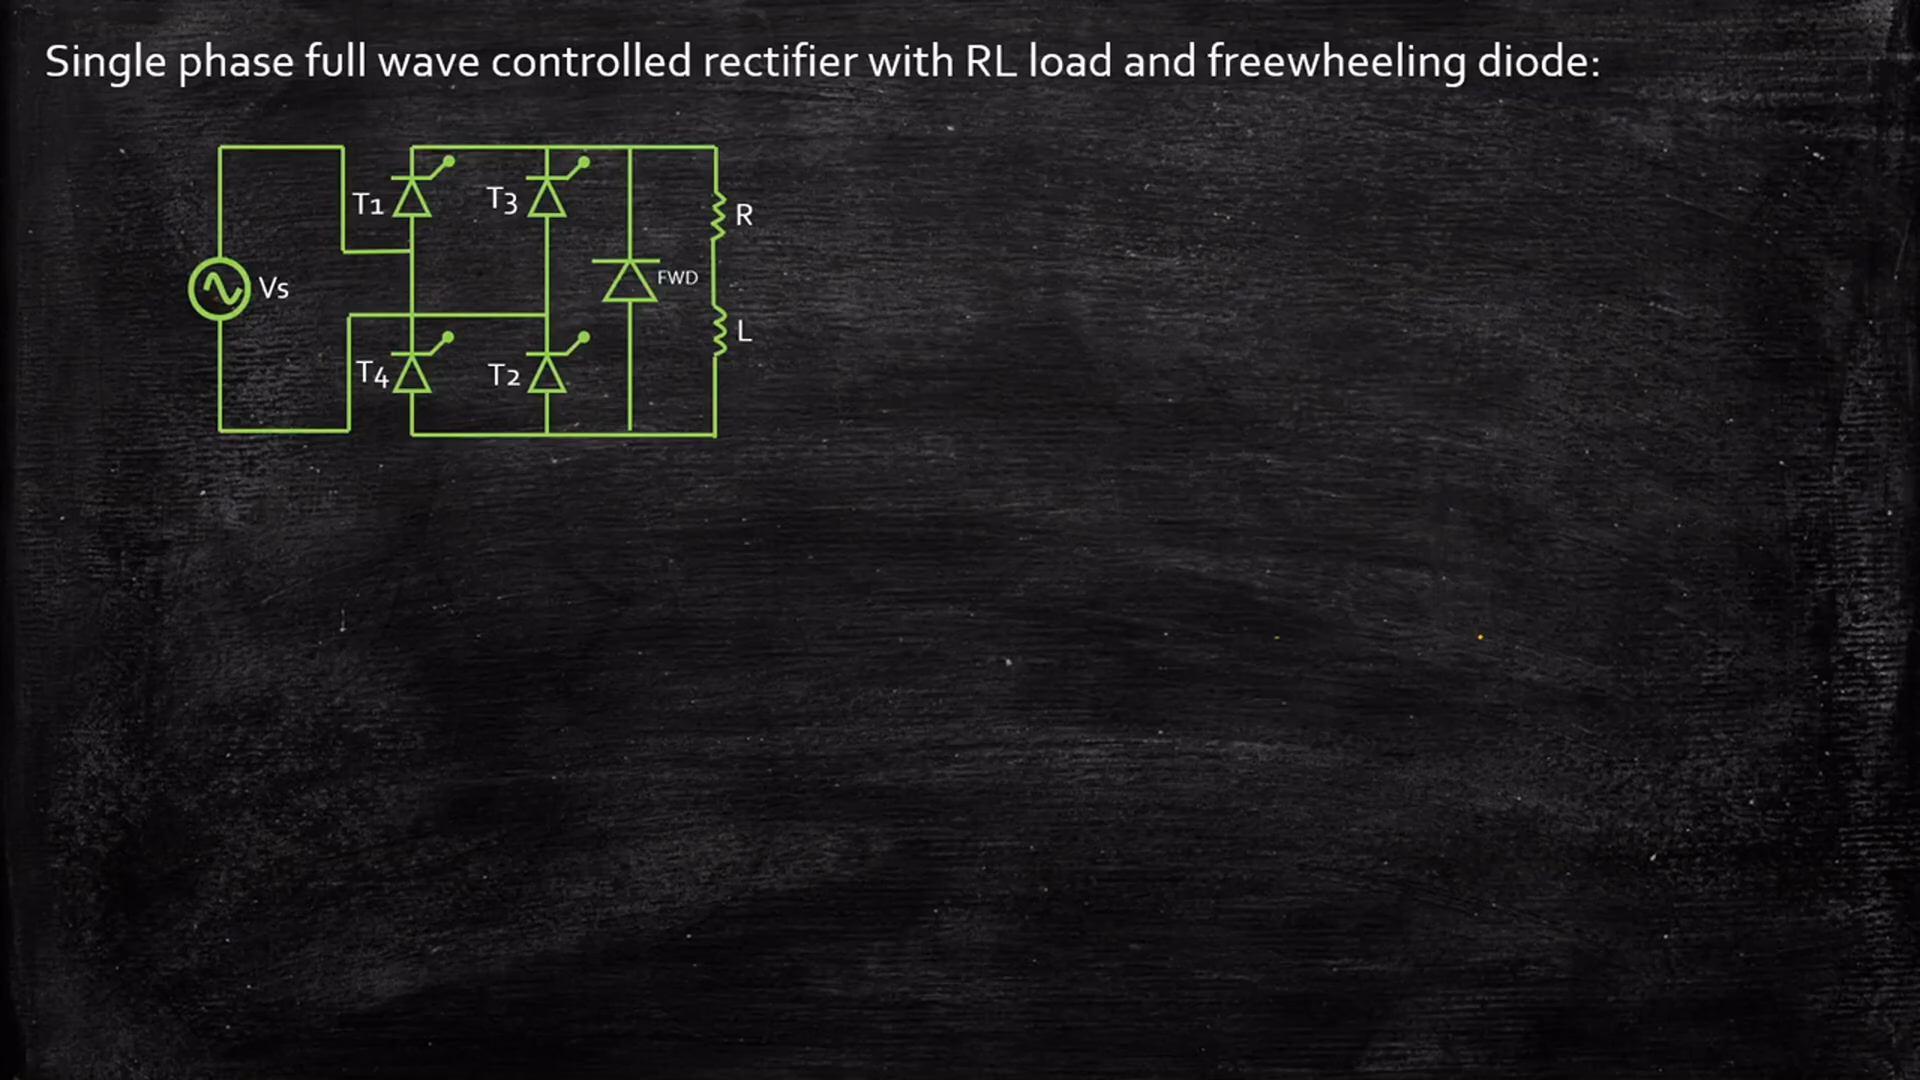 Single phase full wave controlled rectifier with RL load and freewheeling diode:
T1
T3
R
FWD
Vs
L
T4
T2